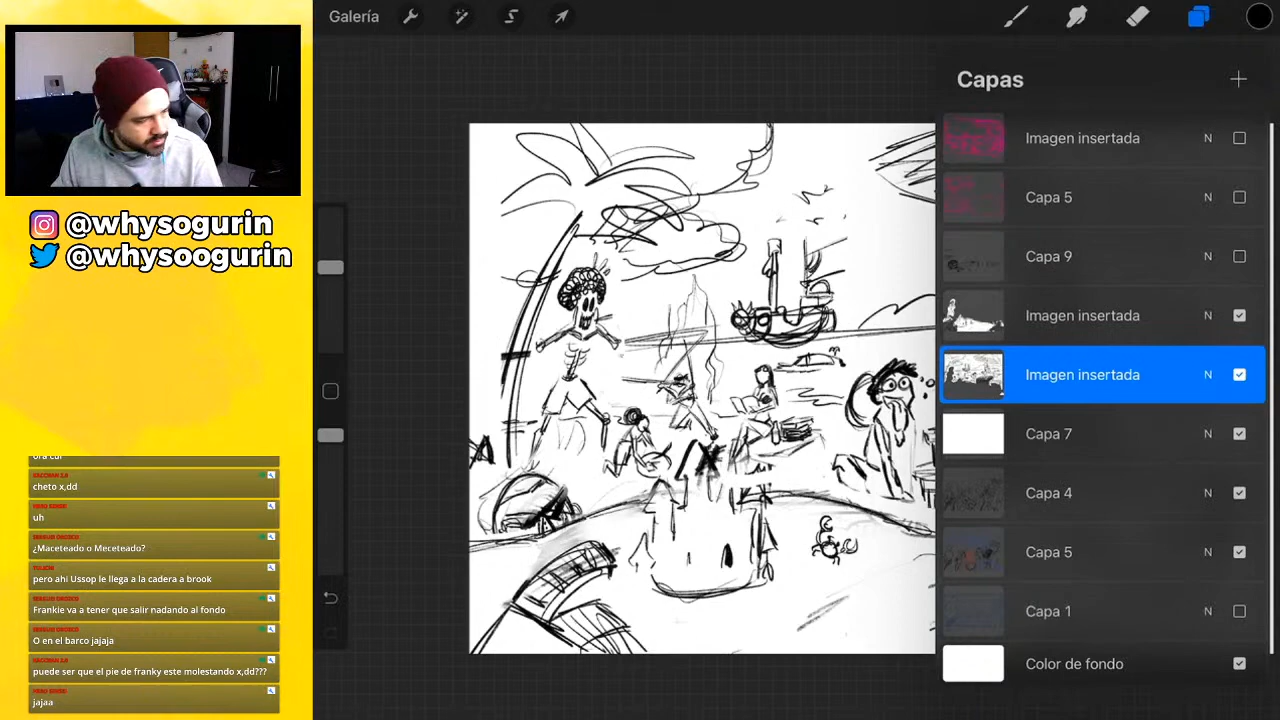 Galería
Capas
Imagen insertada N
Capa 5 N
Capa 9 N
Imagen insertada N
Imagen insertada N
Capa 7 N
Capa 4 N
Capa 5 N
Capa 1 N
Color de fondo
@whysogurin
@whysoogurin
cheto x,dd
uh
¿Maceteado o Meceteado?
pero ahi Ussop le llega a la cadera a brook
Frankie va a tener que salir nadando al fondo
O en el barco jajaja
puede ser que el pie de franky este molestando x,dd???
jajaa